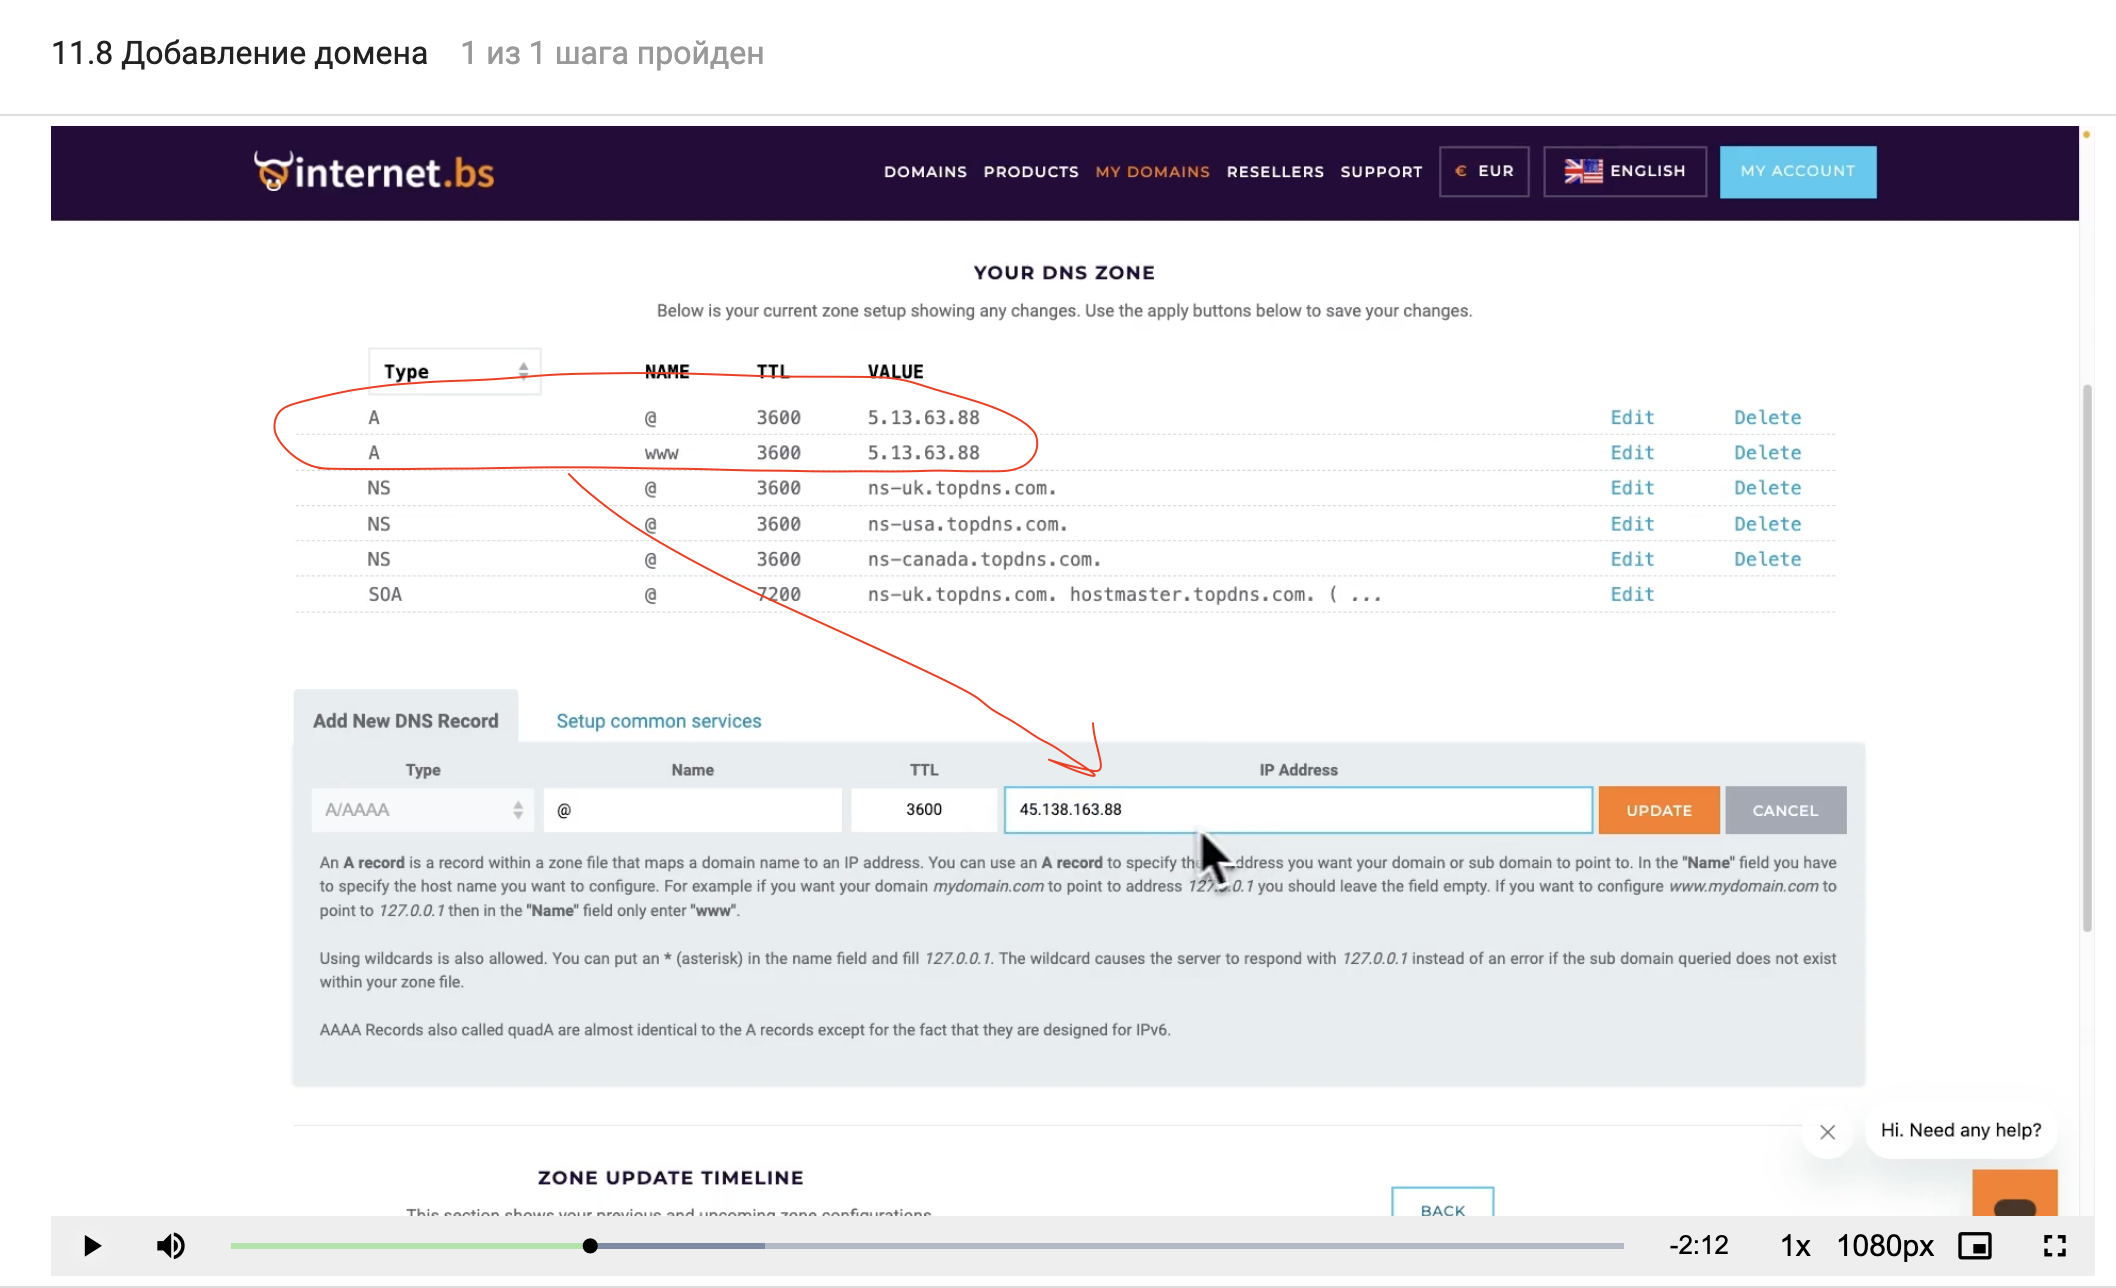 11.8 Добавление домена 1 из 1 шага пройден
internet.bs DOMAINS PRODUCTS MY DOMAINS RESELLERS SUPPORT € EUR ENGLISH MY ACCOUNT
YOUR DNS ZONE
Below is your current zone setup showing any changes. Use the apply buttons below to save your changes.
Type NAME TTL VALUE
A @ 3600 5.13.63.88 Edit Delete
A www 3600 5.13.63.88 Edit Delete
NS @ 3600 ns-uk.topdns.com. Edit Delete
NS @ 3600 ns-usa.topdns.com. Edit Delete
NS @ 3600 ns-canada.topdns.com. Edit Delete
SOA @ 7200 ns-uk.topdns.com. hostmaster.topdns.com. ( ... Edit
Add New DNS Record Setup common services
Type Name TTL IP Address
A/AAAA @ 3600 45.138.163.88 UPDATE CANCEL
An A record is a record within a zone file that maps a domain name to an IP address. You can use an A record to specify address you want your domain or sub domain to point to. In the "Name" field you have
to specify the host name you want to configure. For example if you want your domain mydomain.com to point to address 127.0.0.1 you should leave the field empty. If you want to configure www.mydomain.com to
point to 127.0.0.1 then in the "Name" field only enter "www".
Using wildcards is also allowed. You can put an * (asterisk) in the name field and fill 127.0.0.1. The wildcard causes the server to respond with 127.0.0.1 instead of an error if the sub domain queried does not exist
within your zone file.
AAAA Records also called quadA are almost identical to the A records except for the fact that they are designed for IPv6.
Hi. Need any help?
ZONE UPDATE TIMELINE
This section shows your previous and upcoming zone configurations
BACK
-2:12 1x 1080px